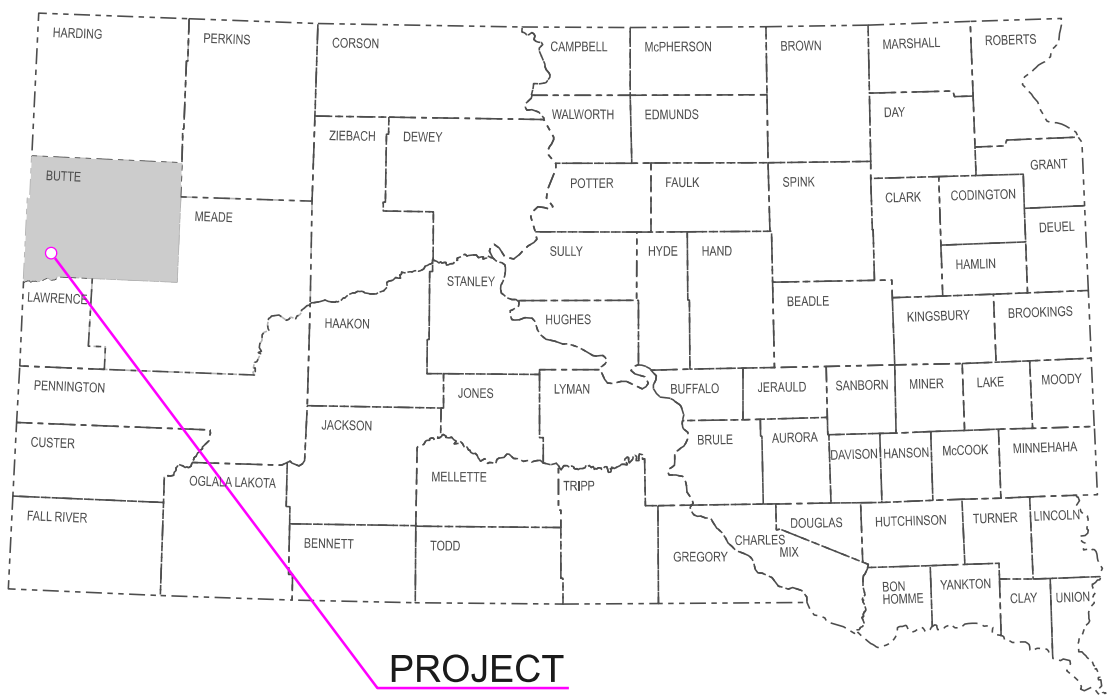 HARDING
PERKINS
CORSON
CAMPBELL
McPHERSON
BROWN
MARSHALL
ROBERTS
WALWORTH
EDMUNDS
DAY
ZIEBACH
DEWEY
GRANT
BUTTE
POTTER
FAULK
SPINK
CLARK
CODINGTON
MEADE
DEUEL
SULLY
HYDE
HAND
HAMLIN
STANLEY
LAWRENCE
BEADLE
HAAKON
HUGHES
KINGSBURY
BROOKINGS
PENNINGTON
JONES
LYMAN
BUFFALO
JERAULD
SANBORN
MINER
LAKE
MOODY
CUSTER
JACKSON
BRULE
AURORA
DAVISON
HANSON
McCOOK
MINNEHAHA
OGLALA LAKOTA
MELLETTE
TRIPP
FALL RIVER
BENNETT
TODD
GREGORY
CHARLES
MIX
DOUGLAS
HUTCHINSON
TURNER
LINCOLN
BON
HOMME
YANKTON
CLAY
UNION
PROJECT